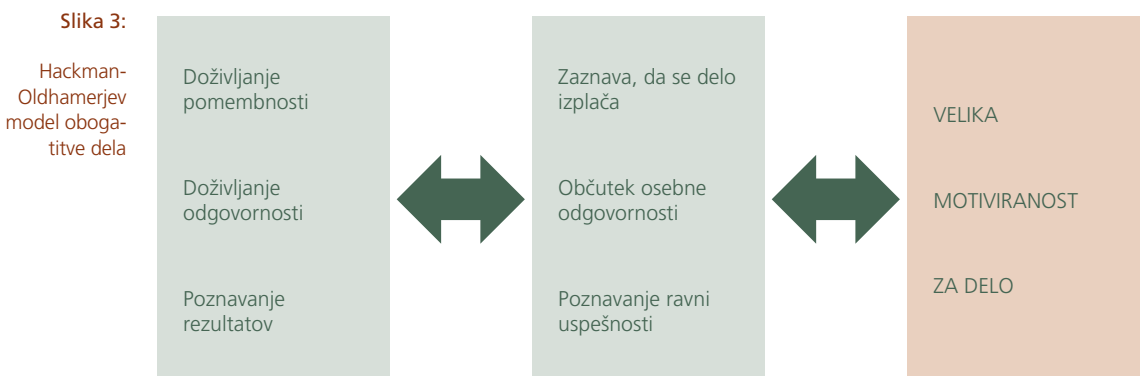 Slika 3:
Hackman-
Oldhamerjev
model oboga-
titve dela
Doživljanje
pomembnosti
Doživljanje
odgovornosti
Poznavanje
rezultatov
Zaznava, da se delo
izplača
Občutek osebne
odgovornosti
Poznavanje ravni
uspešnosti
VELIKA
MOTIVIRANOST
ZA DELO